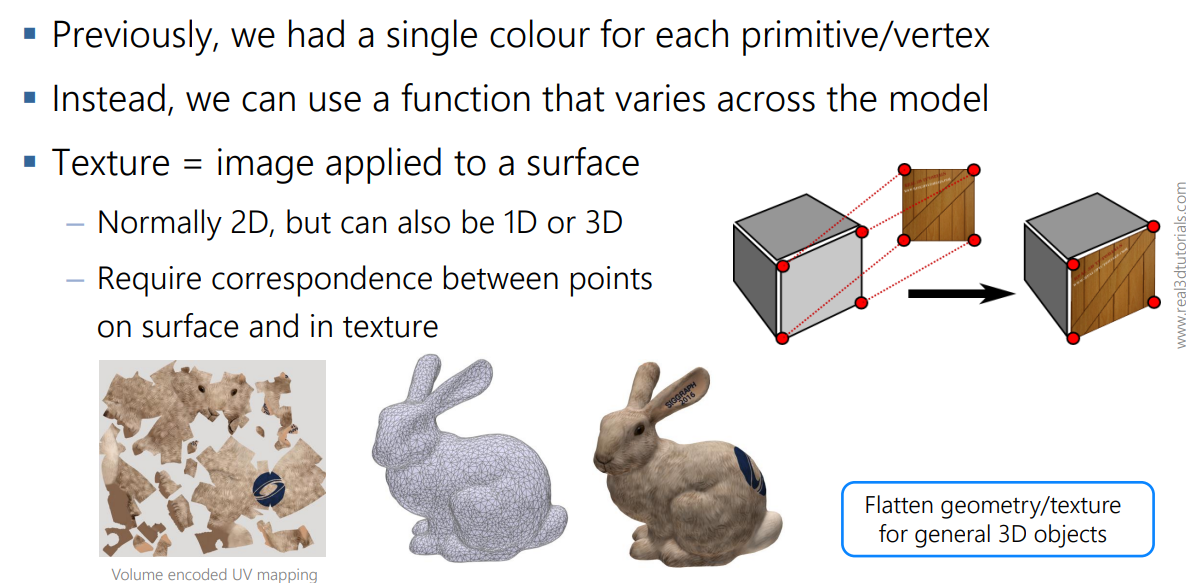 ▪ Previously, we had a single colour for each primitive/vertex
▪ Instead, we can use a function that varies across the model
▪ Texture = image applied to a surface
– Normally 2D, but can also be 1D or 3D
– Require correspondence between points
on surface and in texture
www.real3dtutorials.com
SIGGRAPH
2016
Flatten geometry/texture
for general 3D objects
Volume encoded UV mapping